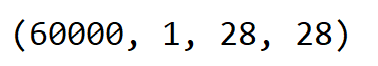 (60000, 1, 28, 28)